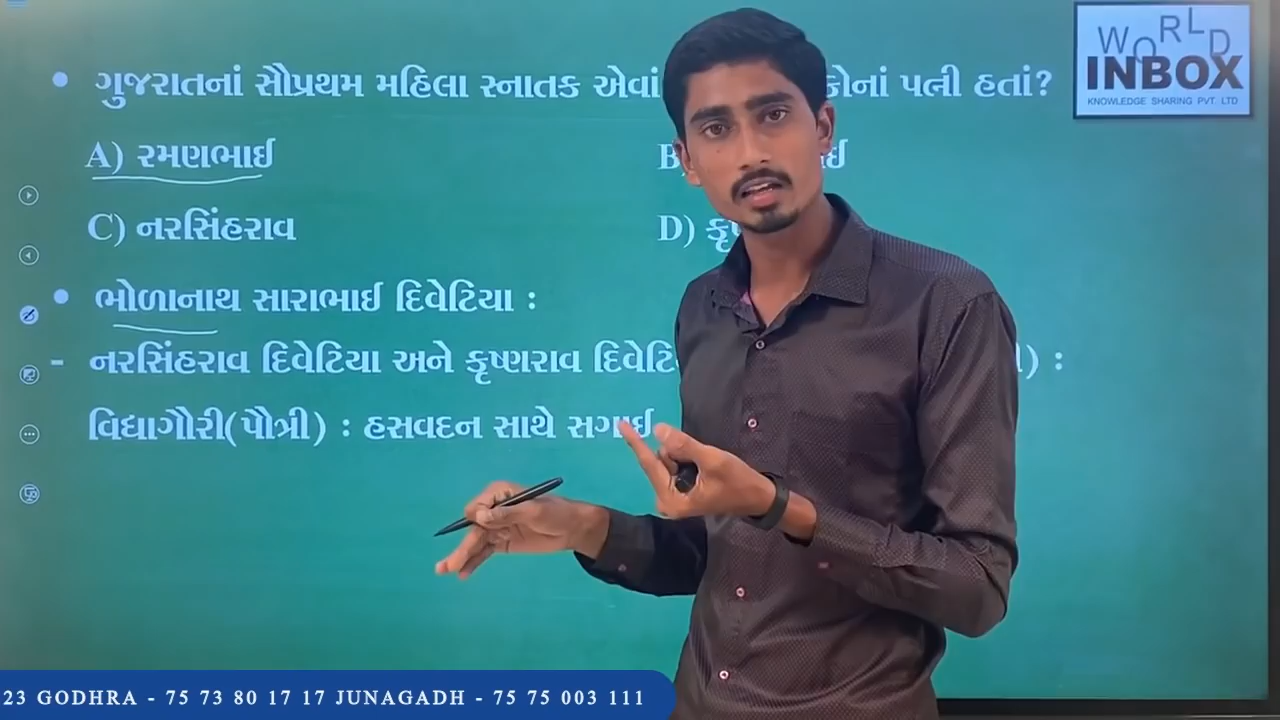 ગુજરાતનાં સૌપ્રથમ મહિલા સ્નાતક એવાં કોનાં પત્ની હતાં?
A) રમણભાઈ
C) નરસિંહરાવ
D)
ભોળાનાથ સારાભાઈ દિવેટિયા :
- નરસિંહરાવ દિવેટિયા અને કૃષ્ણરાવ :
વિદ્યાગૌરી(પૌત્રી) : હસવદન સાથે સગાઈ
WORLD
INBOX
KNOWLEDGE SHARING PVT. LTD
23 GODHRA - 75 73 80 17 17 JUNAGADH - 75 75 003 111